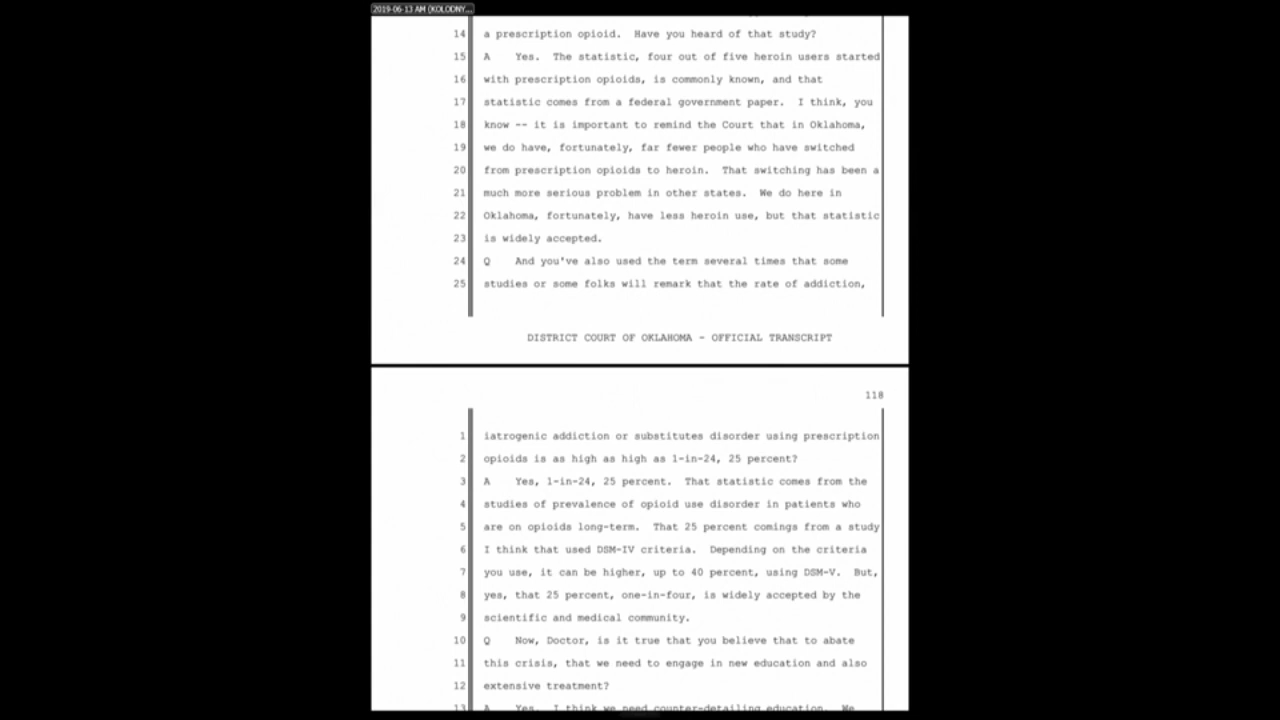 2019-06-13 AM (KOLODNY...
14 a prescription opioid. Have you heard of that study?
15 A Yes. The statistic, four out of five heroin users started
16 with prescription opioids, is commonly known, and that
17 statistic comes from a federal government paper. I think, you
18 know -- it is important to remind the Court that in Oklahoma,
19 we do have, fortunately, far fewer people who have switched
20 from prescription opioids to heroin. That switching has been a
21 much more serious problem in other states. We do here in
22 Oklahoma, fortunately, have less heroin use, but that statistic
23 is widely accepted.
24 Q And you've also used the term several times that some
25 studies or some folks will remark that the rate of addiction,
DISTRICT COURT OF OKLAHOMA - OFFICIAL TRANSCRIPT
118
1 iatrogenic addiction or substitutes disorder using prescription
2 opioids is as high as high as 1-in-24, 25 percent?
3 A Yes, 1-in-24, 25 percent. That statistic comes from the
4 studies of prevalence of opioid use disorder in patients who
5 are on opioids long-term. That 25 percent comings from a study
6 I think that used DSM-IV criteria. Depending on the criteria
7 you use, it can be higher, up to 40 percent, using DSM-V. But,
8 yes, that 25 percent, one-in-four, is widely accepted by the
9 scientific and medical community.
10 Q Now, Doctor, is it true that you believe that to abate
11 this crisis, that we need to engage in new education and also
12 extensive treatment?
13 A Yes. I think we need counter-detailing education. We